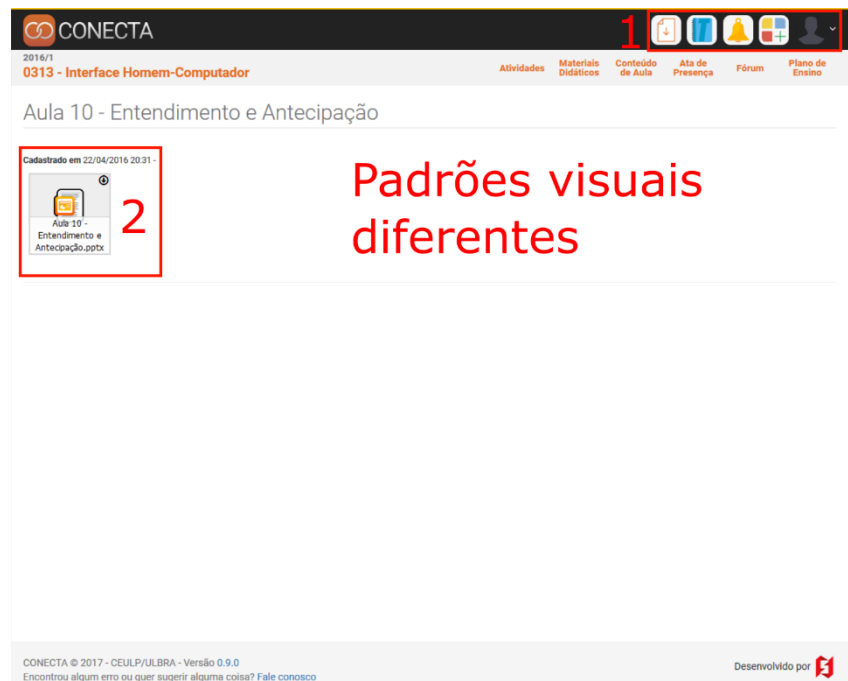 CONECTA
1
2016/1
0313 - Interface Homem-Computador
Atividades
Materiais
Didáticos
Conteúdo
de Aula
Ata de
Presença
Fórum
Plano de
Ensino
Aula 10 - Entendimento e Antecipação
Cadastrado em 22/04/2016 20:31 -
Aula 10 -
Entendimento e
Antecipação.pptx
2
Padrões visuais
diferentes
CONECTA © 2017 - CEULP/ULBRA - Versão 0.9.0
Encontrou algum erro ou quer sugerir alguma coisa? Fale conosco
Desenvolvido por